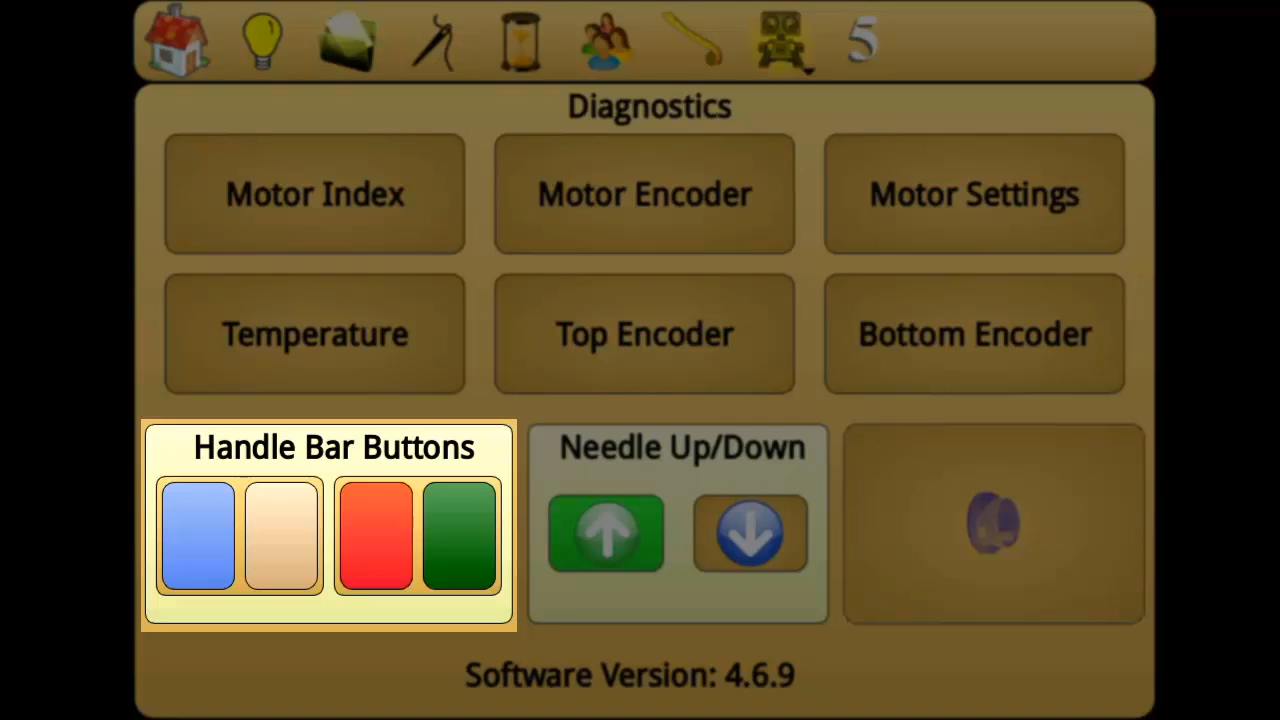 5
Diagnostics
Motor Index
Motor Encoder
Motor Settings
Temperature
Top Encoder
Bottom Encoder
Handle Bar Buttons
Needle Up/Down
Software Version: 4.6.9